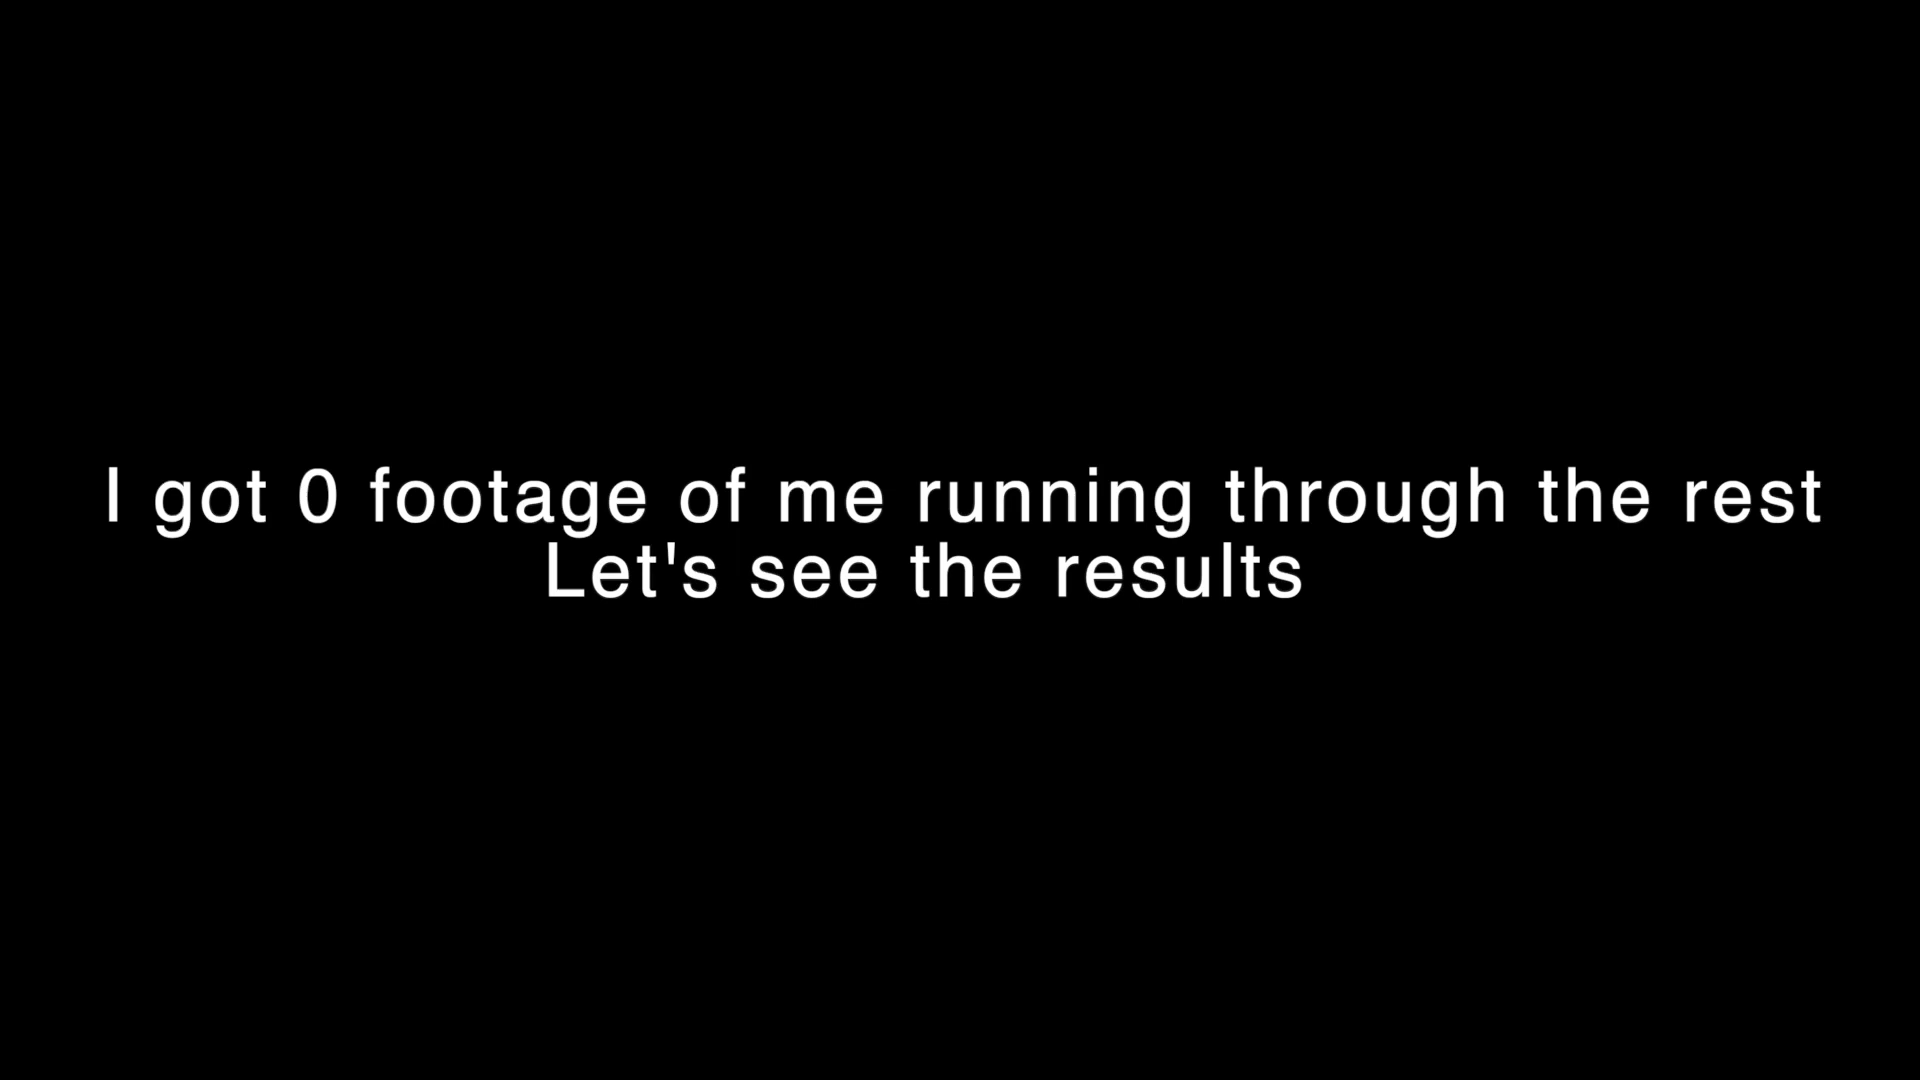 I got 0 footage of me running through the rest
Let's see the results